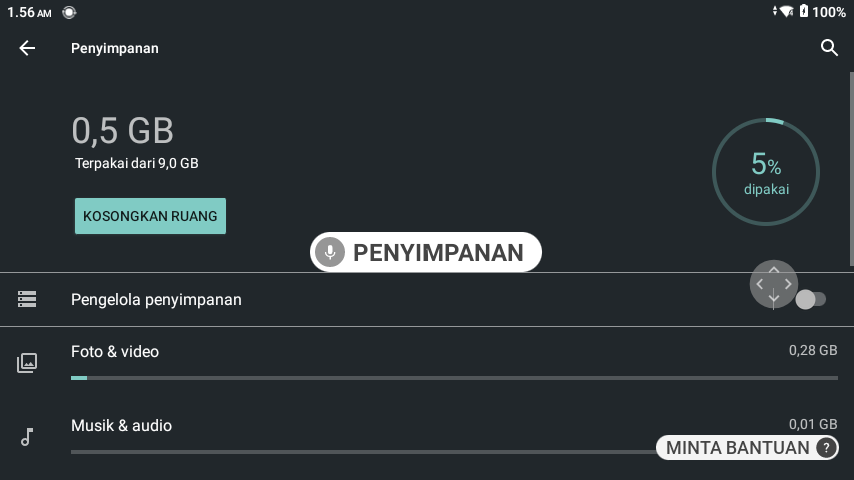 1.56 AM
100%
Penyimpanan
0,5 GB
Terpakai dari 9,0 GB
5%
dipakai
KOSONGKAN RUANG
PENYIMPANAN
Pengelola penyimpanan
Foto & video
0,28 GB
Musik & audio
0,01 GB
MINTA BANTUAN ?